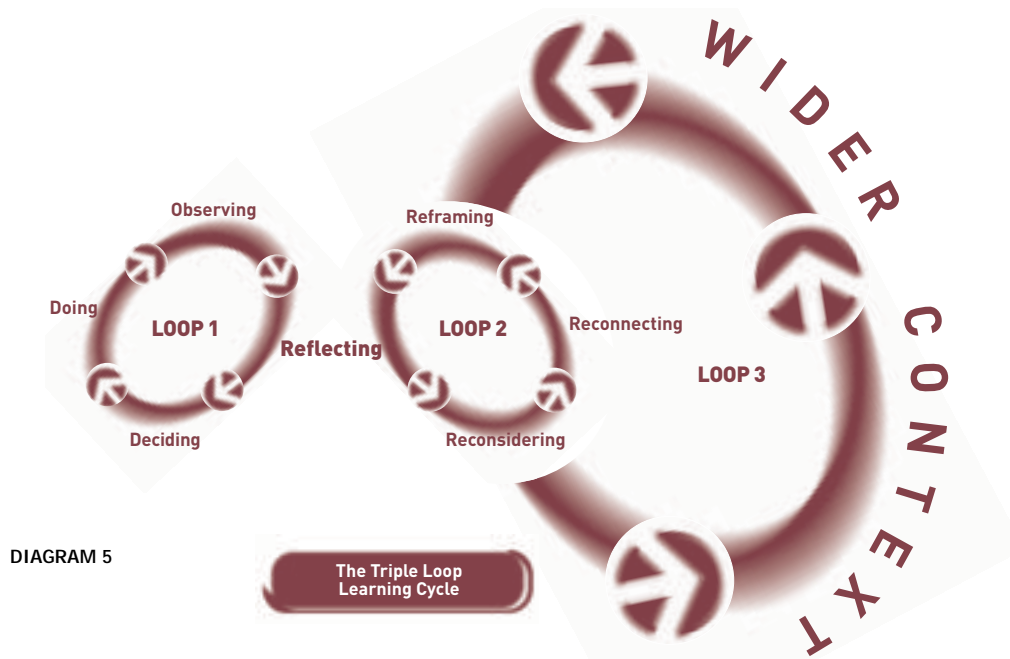 WIDER CONTEXT
Observing
Reframing
Doing
LOOP 1
LOOP 2
Reconnecting
Reflecting
LOOP 3
Deciding
Reconsidering
DIAGRAM 5
The Triple Loop
Learning Cycle